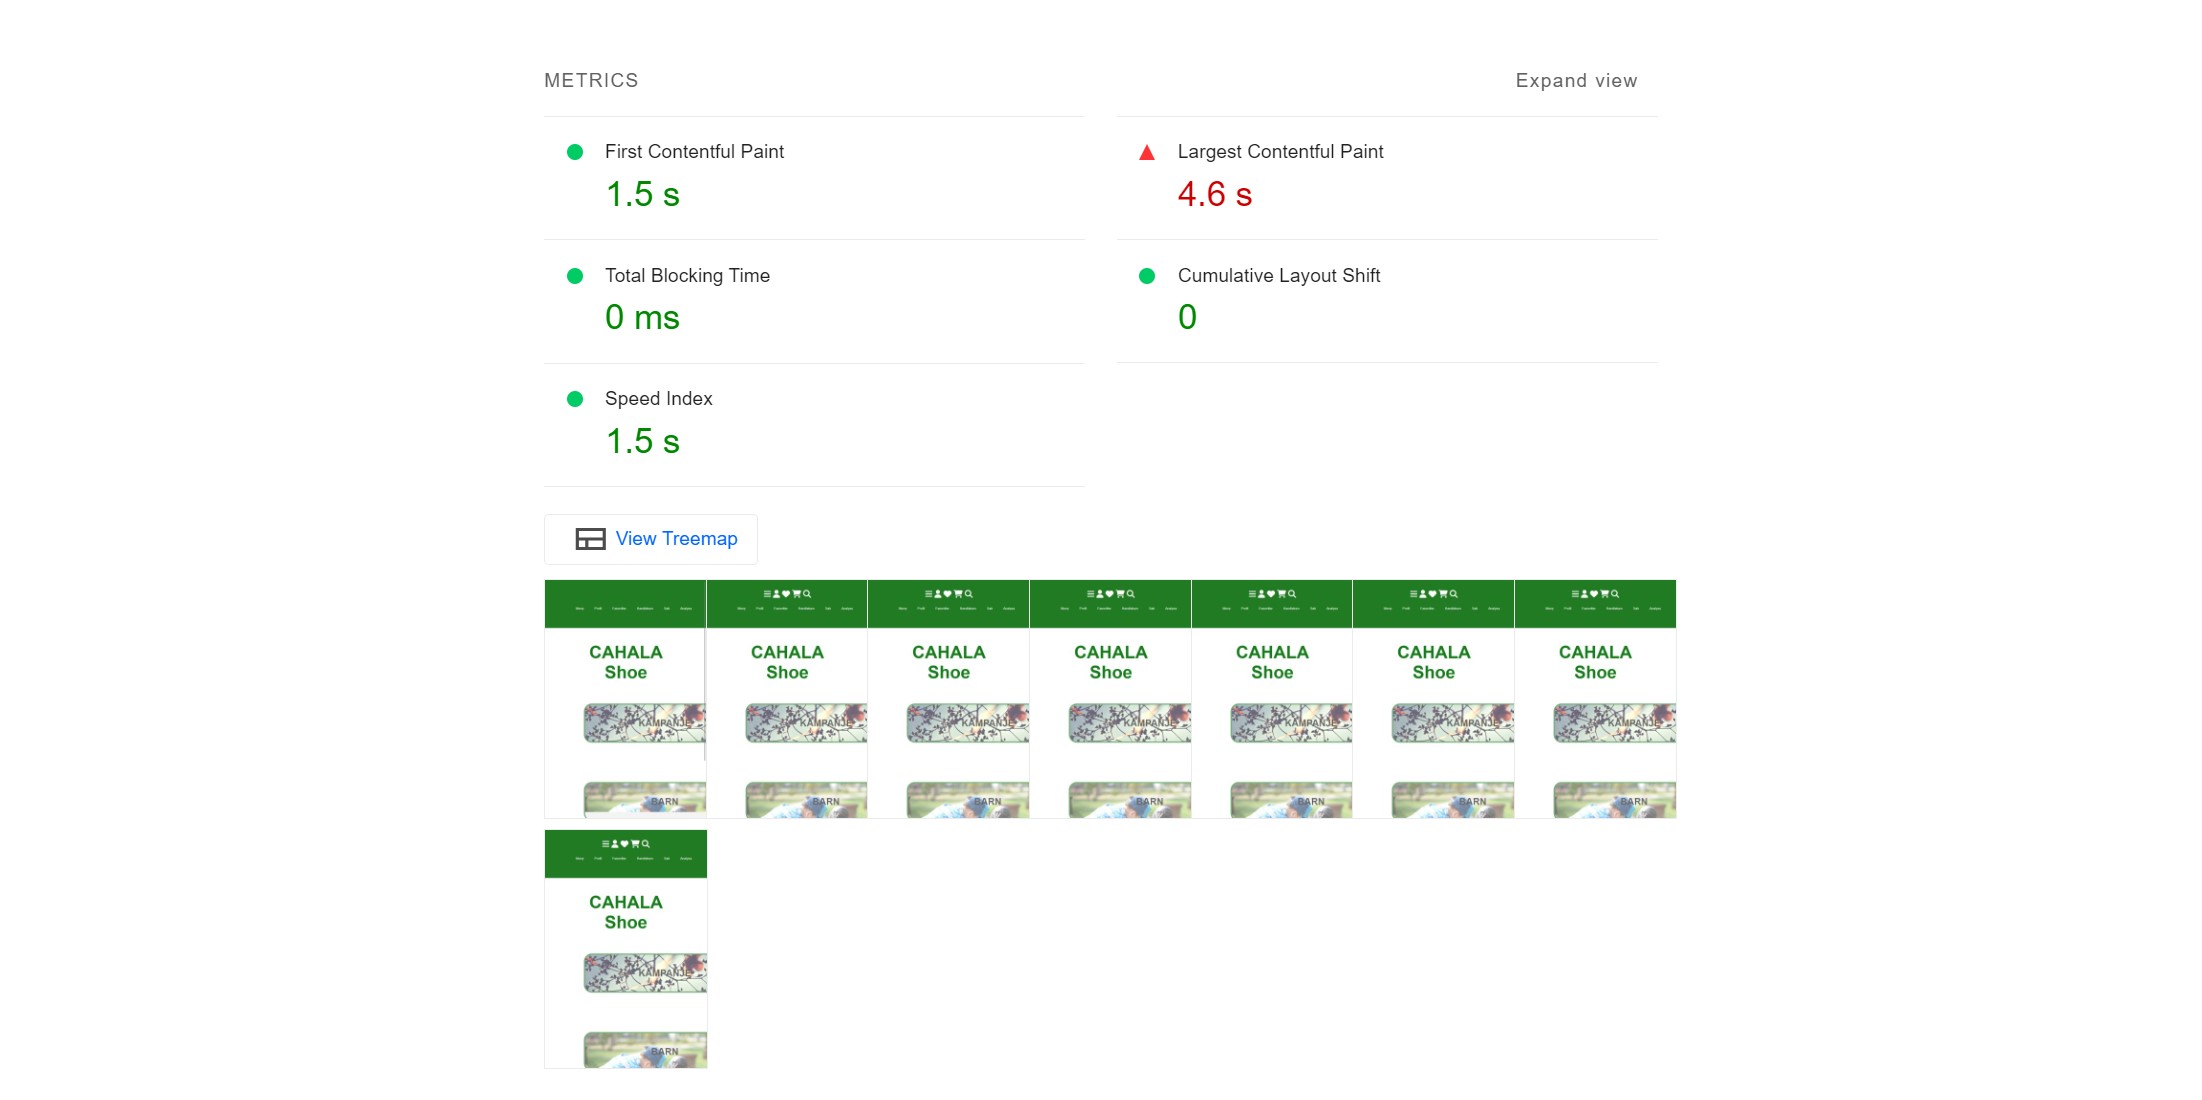 METRICS
Expand view
First Contentful Paint
1.5 s
Largest Contentful Paint
4.6 s
Total Blocking Time
0 ms
Cumulative Layout Shift
0
Speed Index
1.5 s
View Treemap
CAHALA
Shoe
KAMPANJE
BARN
CAHALA
Shoe
KAMPANJE
BARN
CAHALA
Shoe
KAMPANJE
BARN
CAHALA
Shoe
KAMPANJE
BARN
CAHALA
Shoe
KAMPANJE
BARN
CAHALA
Shoe
KAMPANJE
BARN
CAHALA
Shoe
KAMPANJE
BARN
CAHALA
Shoe
KAMPANJE
BARN